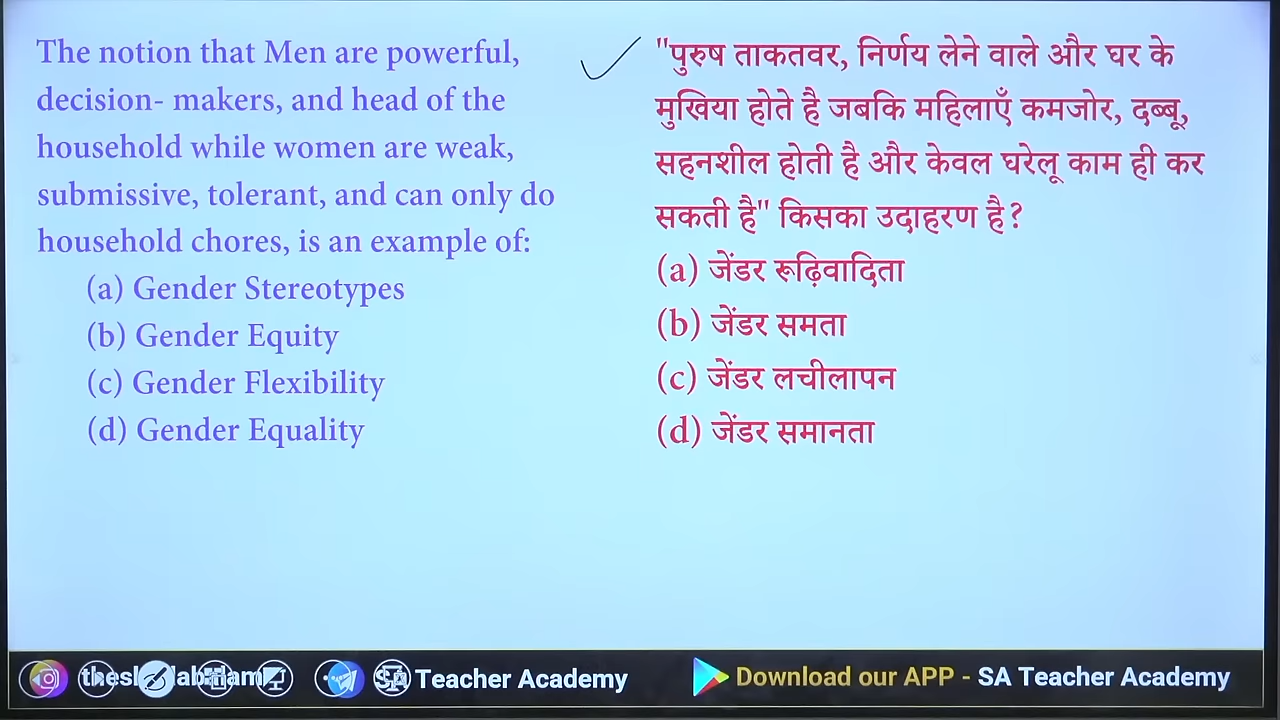 The notion that Men are powerful,
decision- makers, and head of the
household while women are weak,
submissive, tolerant, and can only do
household chores, is an example of:
(a) Gender Stereotypes
(b) Gender Equity
(c) Gender Flexibility
(d) Gender Equality
"पुरुष ताकतवर, निर्णय लेने वाले और घर के
मुखिया होते है जबकि महिलाएँ कमजोर, दब्बू,
सहनशील होती है और केवल घरेलू काम ही कर
सकती है" किसका उदाहरण है?
(a) जेंडर रूढ़िवादिता
(b) जेंडर समता
(c) जेंडर लचीलापन
(d) जेंडर समानता
Teacher Academy
Download our APP - SA Teacher Academy